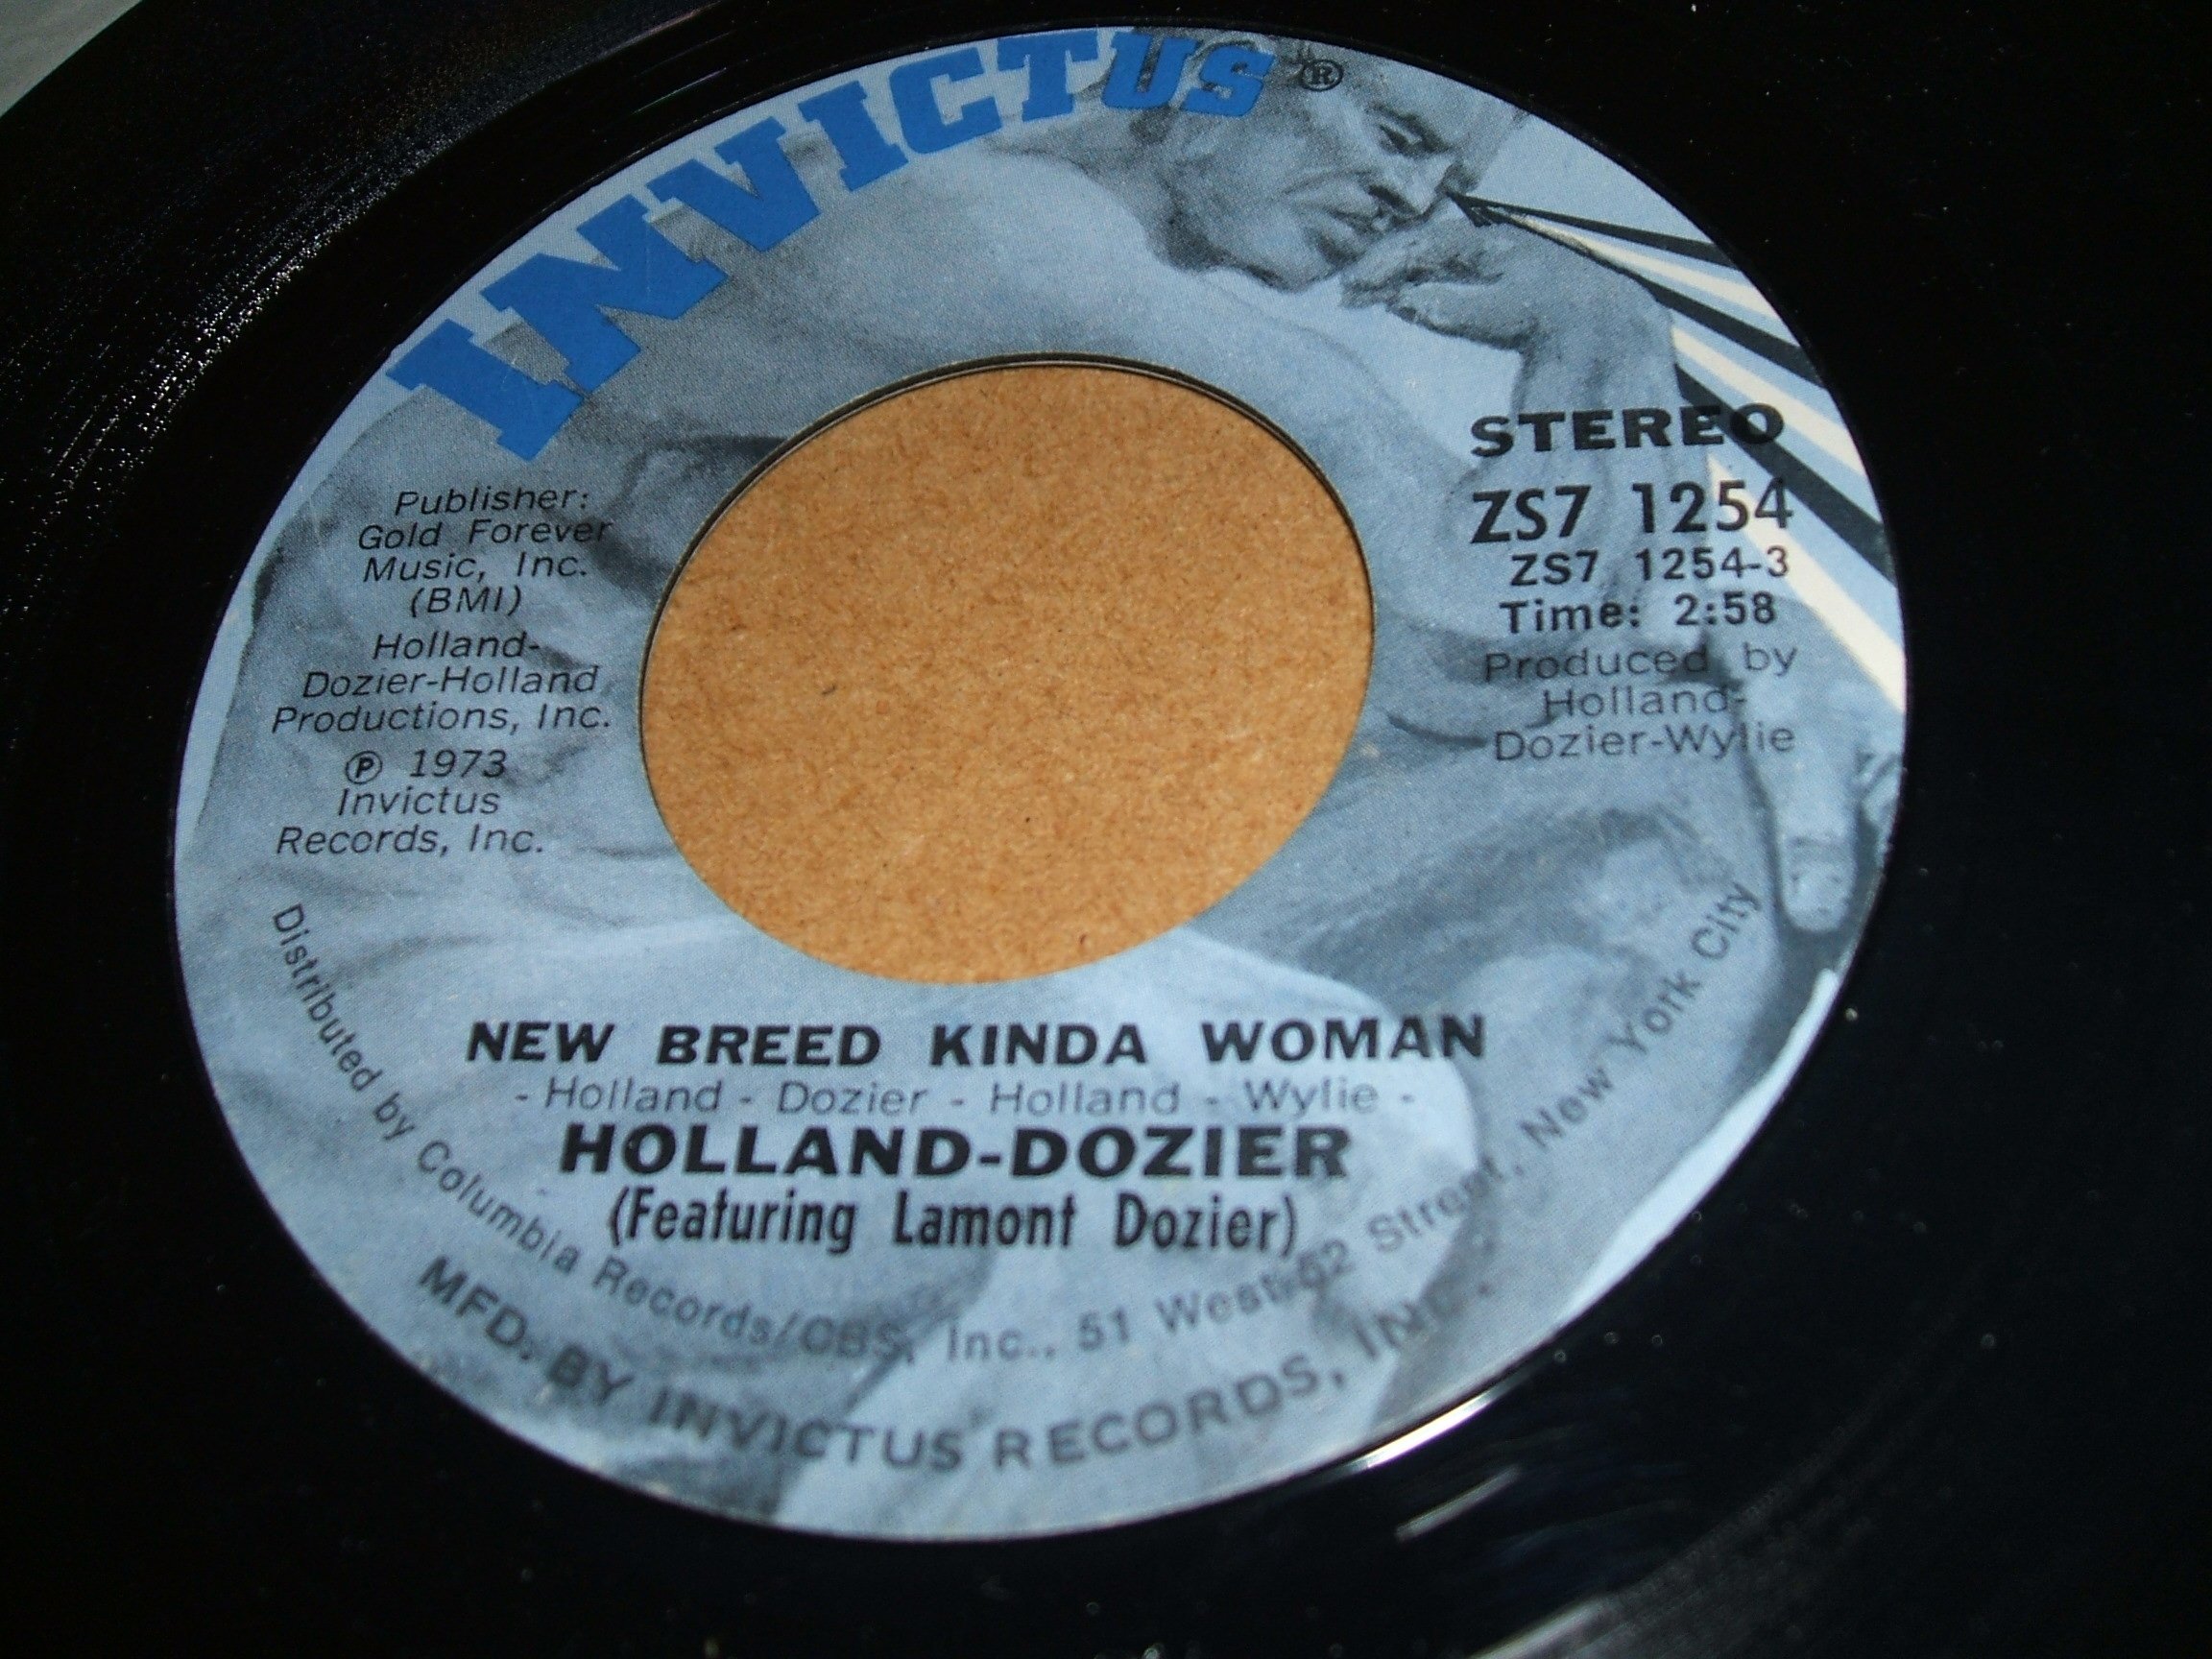 INVICTUS®
Publisher:
Gold Forever
Music, Inc.
(BMI)
Holland-
Dozier-Holland
Productions, Inc.
℗ 1973
Invictus
Records, Inc.
STEREO
ZS7 1254
ZS7 1254-3
Time: 2:58
Produced by
Holland-
Dozier-Wylie
NEW BREED KINDA WOMAN
- Holland - Dozier - Holland - Wylie -
HOLLAND-DOZIER
(Featuring Lamont Dozier)
Distributed by Columbia Records/CBS, Inc., 51 West 52 Street, New York City
MFD. BY INVICTUS RECORDS, INC.